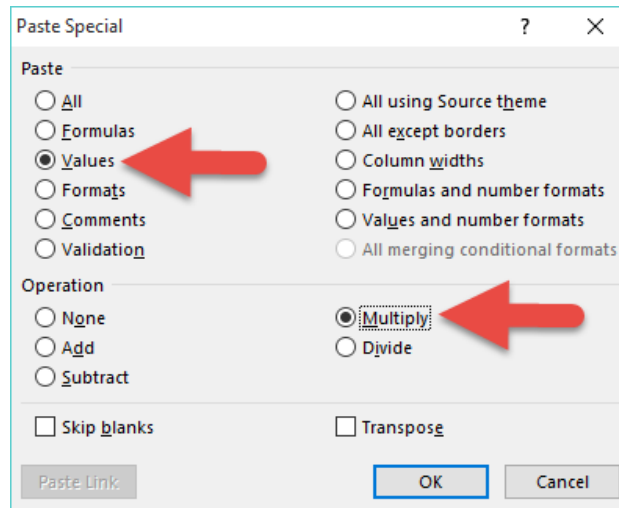 Paste Special ?
Paste
All All using Source theme
Formulas All except borders
Values Column widths
Formats Formulas and number formats
Comments Values and number formats
Validation All merging conditional formats
Operation
None Multiply
Add Divide
Subtract
Skip blanks Transpose
Paste Link OK Cancel